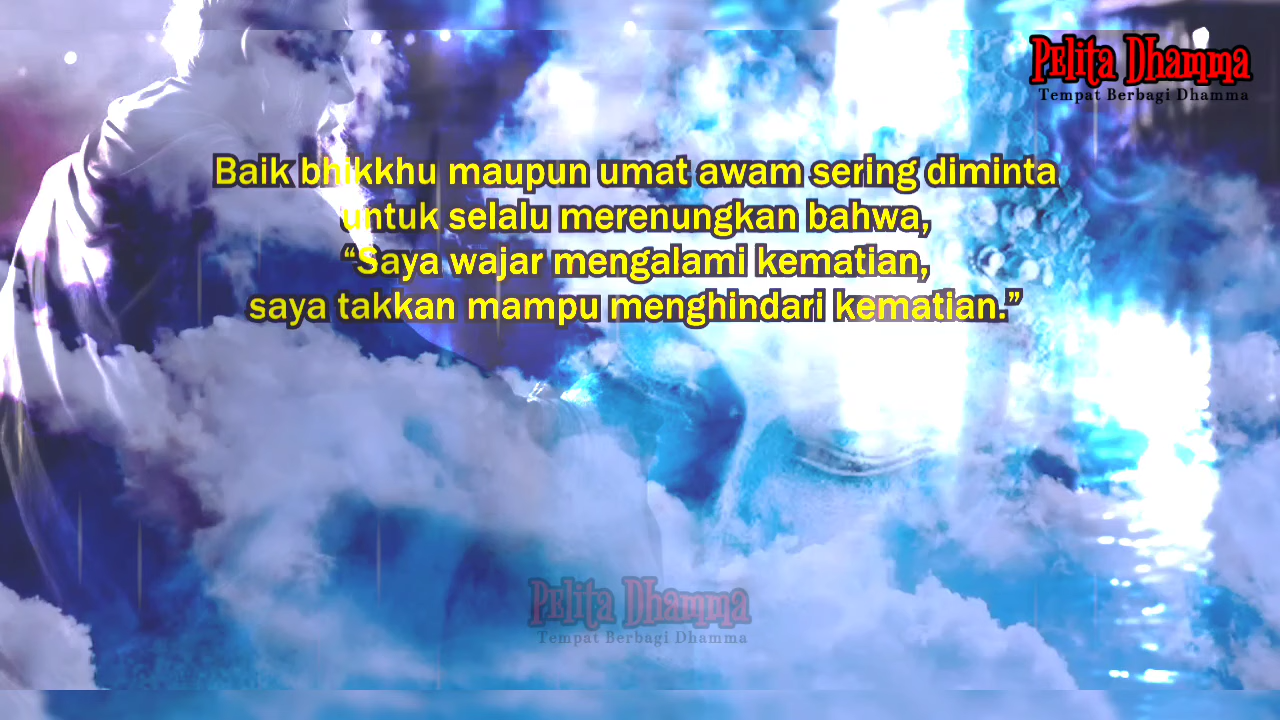 Pelita Dhamma
Tempat Berbagi Dhamma
Baik bhikkhu maupun umat awam sering diminta
untuk selalu merenungkan bahwa,
“Saya wajar mengalami kematian,
saya takkan mampu menghindari kematian.”
Pelita Dhamma
Tempat Berbagi Dhamma